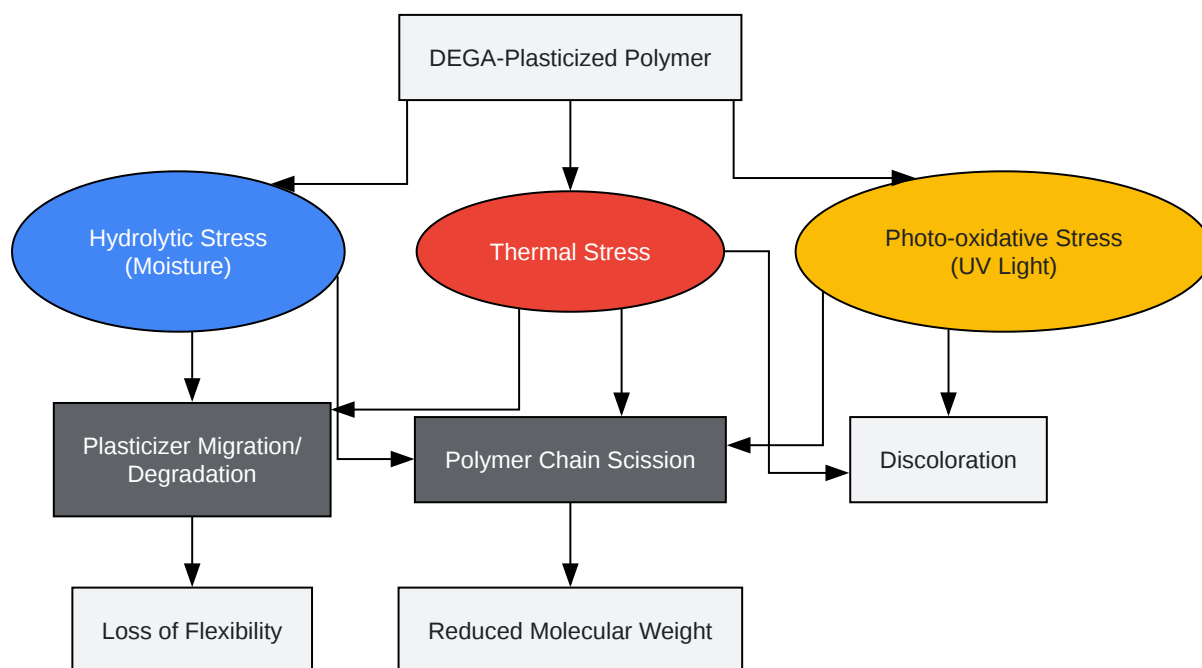 DEGA-Plasticized Polymer
Hydrolytic Stress
(Moisture)
Thermal Stress
Photo-oxidative Stress
(UV Light)
Plasticizer Migration/
Degradation
Polymer Chain Scission
Discoloration
Loss of Flexibility
Reduced Molecular Weight